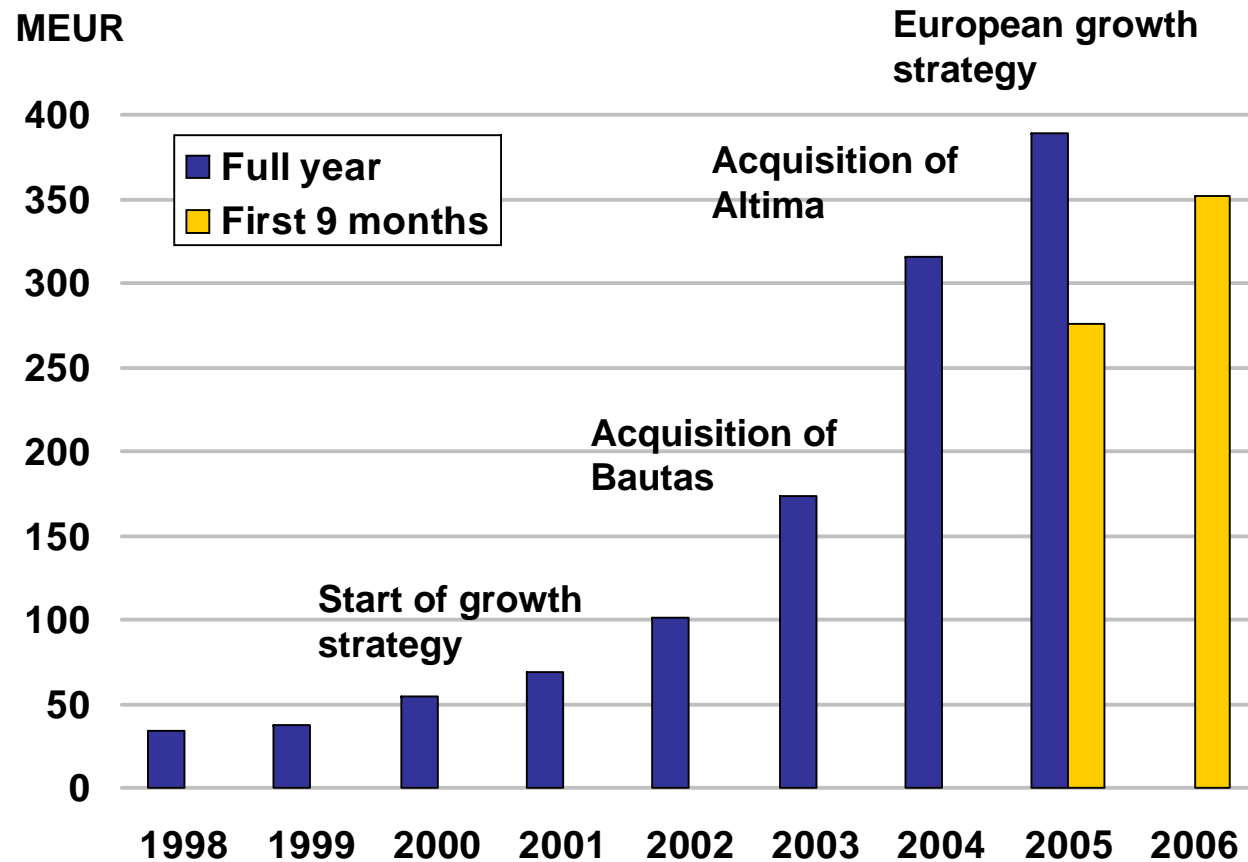 MEUR
European growth
strategy
400
Full year
First 9 months
Acquisition of
Altima
350
300
250
200
Acquisition of
Bautas
150
100
Start of growth
strategy
50
0
1998 1999 2000 2001 2002 2003 2004 2005 2006